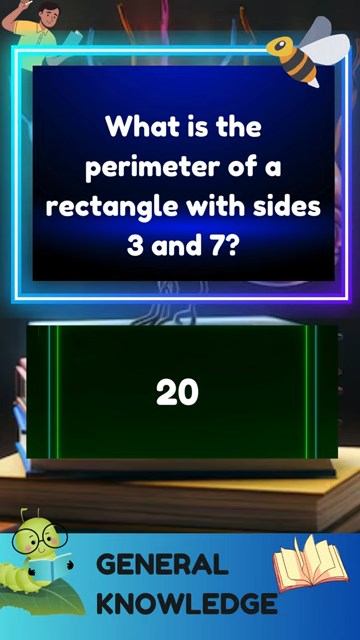 What is the
perimeter of a
rectangle with sides
3 and 7?
20
GENERAL
KNOWLEDGE